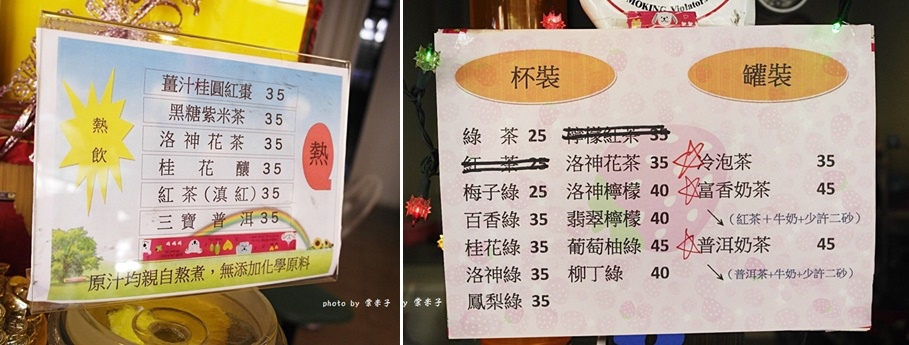 薑汁桂圓紅棗 35
黑糖紫米茶 35
洛神花茶 35
桂花釀 35
紅茶(滇紅) 35
三寶普洱 35
熱飲
熱
原汁均親自熬煮，無添加化學原料
photo by 棠米子
SMOKING Violators
杯裝
罐裝
綠茶 25
紅茶 25
梅子綠 25
百香綠 35
桂花綠 35
洛神綠 35
鳳梨綠 35
檸檬紅茶 35
洛神花茶 35
洛神檸檬 40
翡翠檸檬 40
葡萄柚綠 45
柳丁綠 40
冷泡茶 35
富香奶茶 45
↘(紅茶+牛奶+少許二砂)
普洱奶茶 45
↘(普洱茶+牛奶+少許二砂)